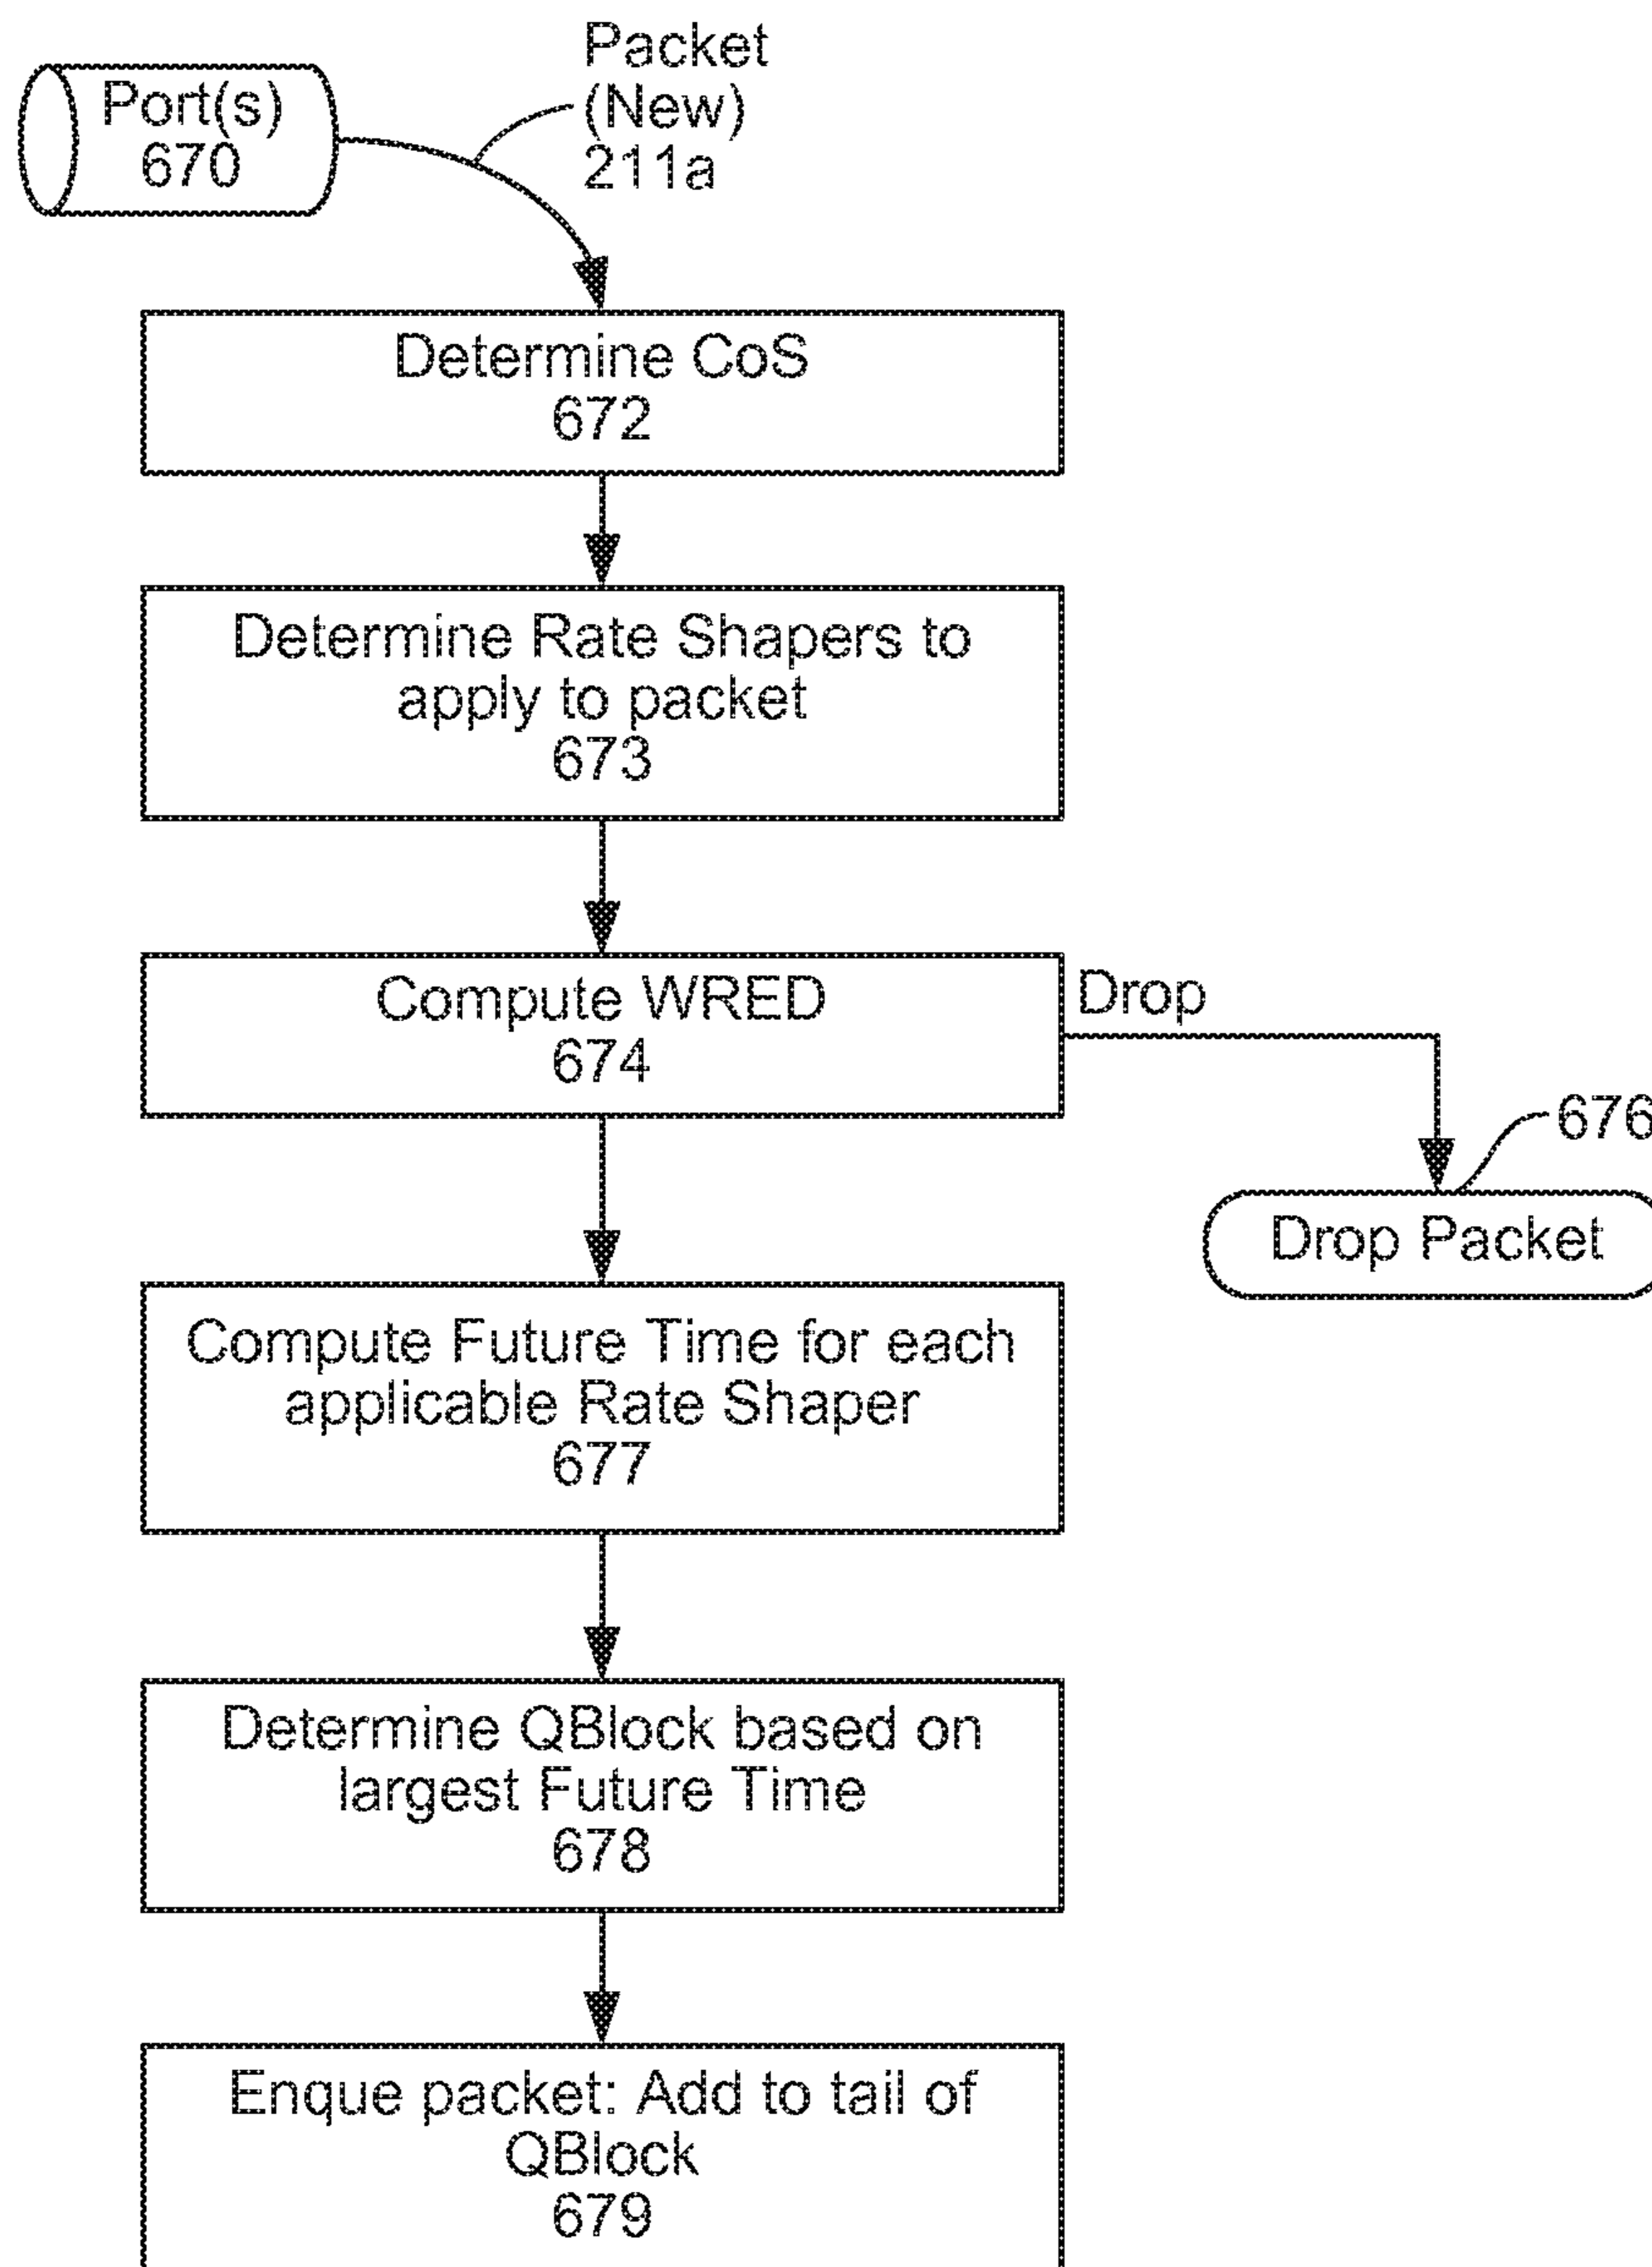 Port(s)
670
Packet
(New)
211a
Determine CoS
672
Determine Rate Shapers to
apply to packet
673
Compute WRED
674
Drop
676
Drop Packet
Compute Future Time for each
applicable Rate Shaper
677
Determine QBlock based on
largest Future Time
678
Enque packet: Add to tail of
QBlock
679